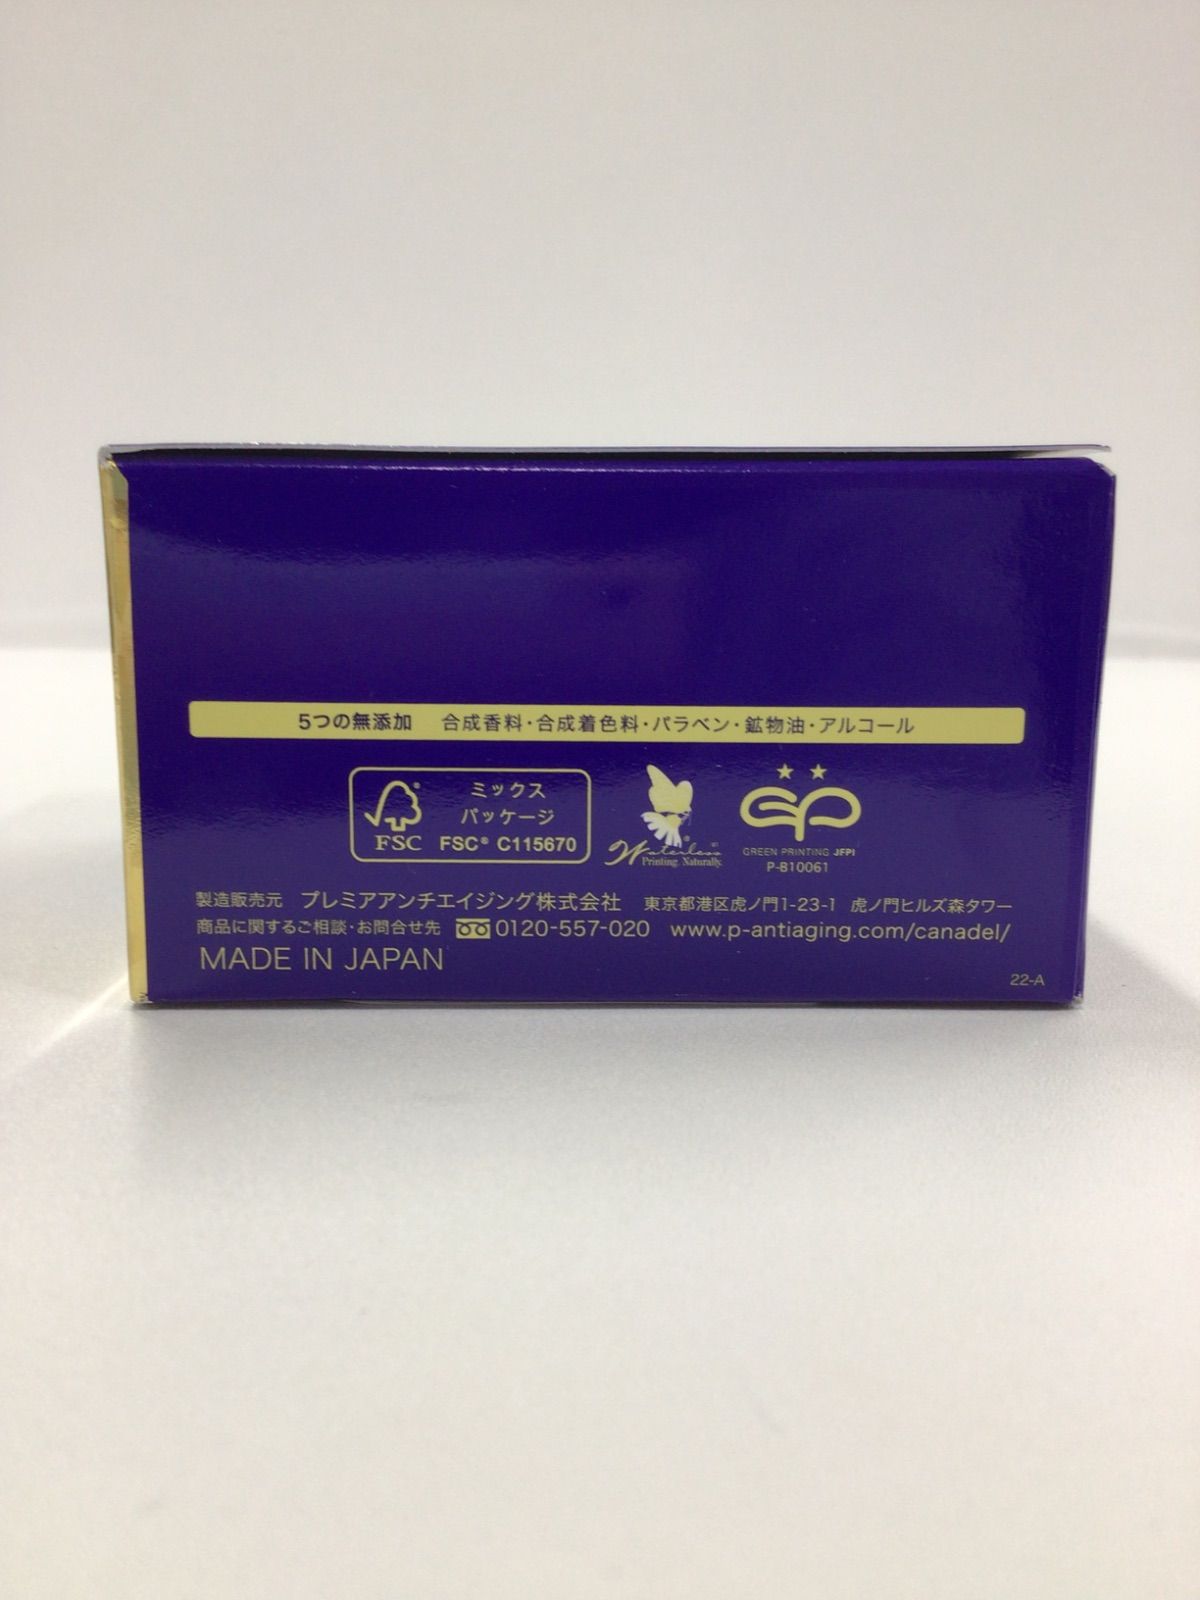 5つの無添加 合成香料・合成着色料・パラベン・鉱物油・アルコール
FSC
ミックス
パッケージ
FSC® C115670
Waterless
Printing. Naturally.
GREEN PRINTING JFPI
P-B10061
製造販売元 プレミアアンチエイジング株式会社 東京都港区虎ノ門1-23-1 虎ノ門ヒルズ森タワー
商品に関するご相談・お問合せ先 0120-557-020 www.p-antiaging.com/canadel/
MADE IN JAPAN
22-A